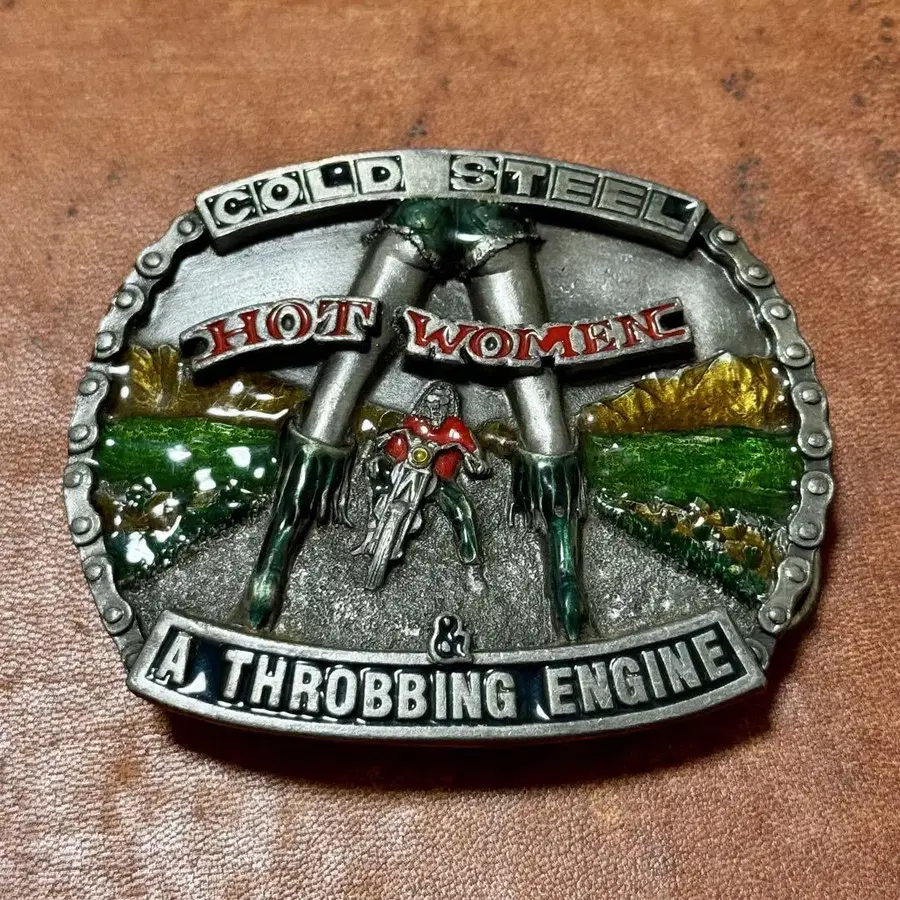 COLD STEEL
HOT WOMEN
&
A THROBBING ENGINE